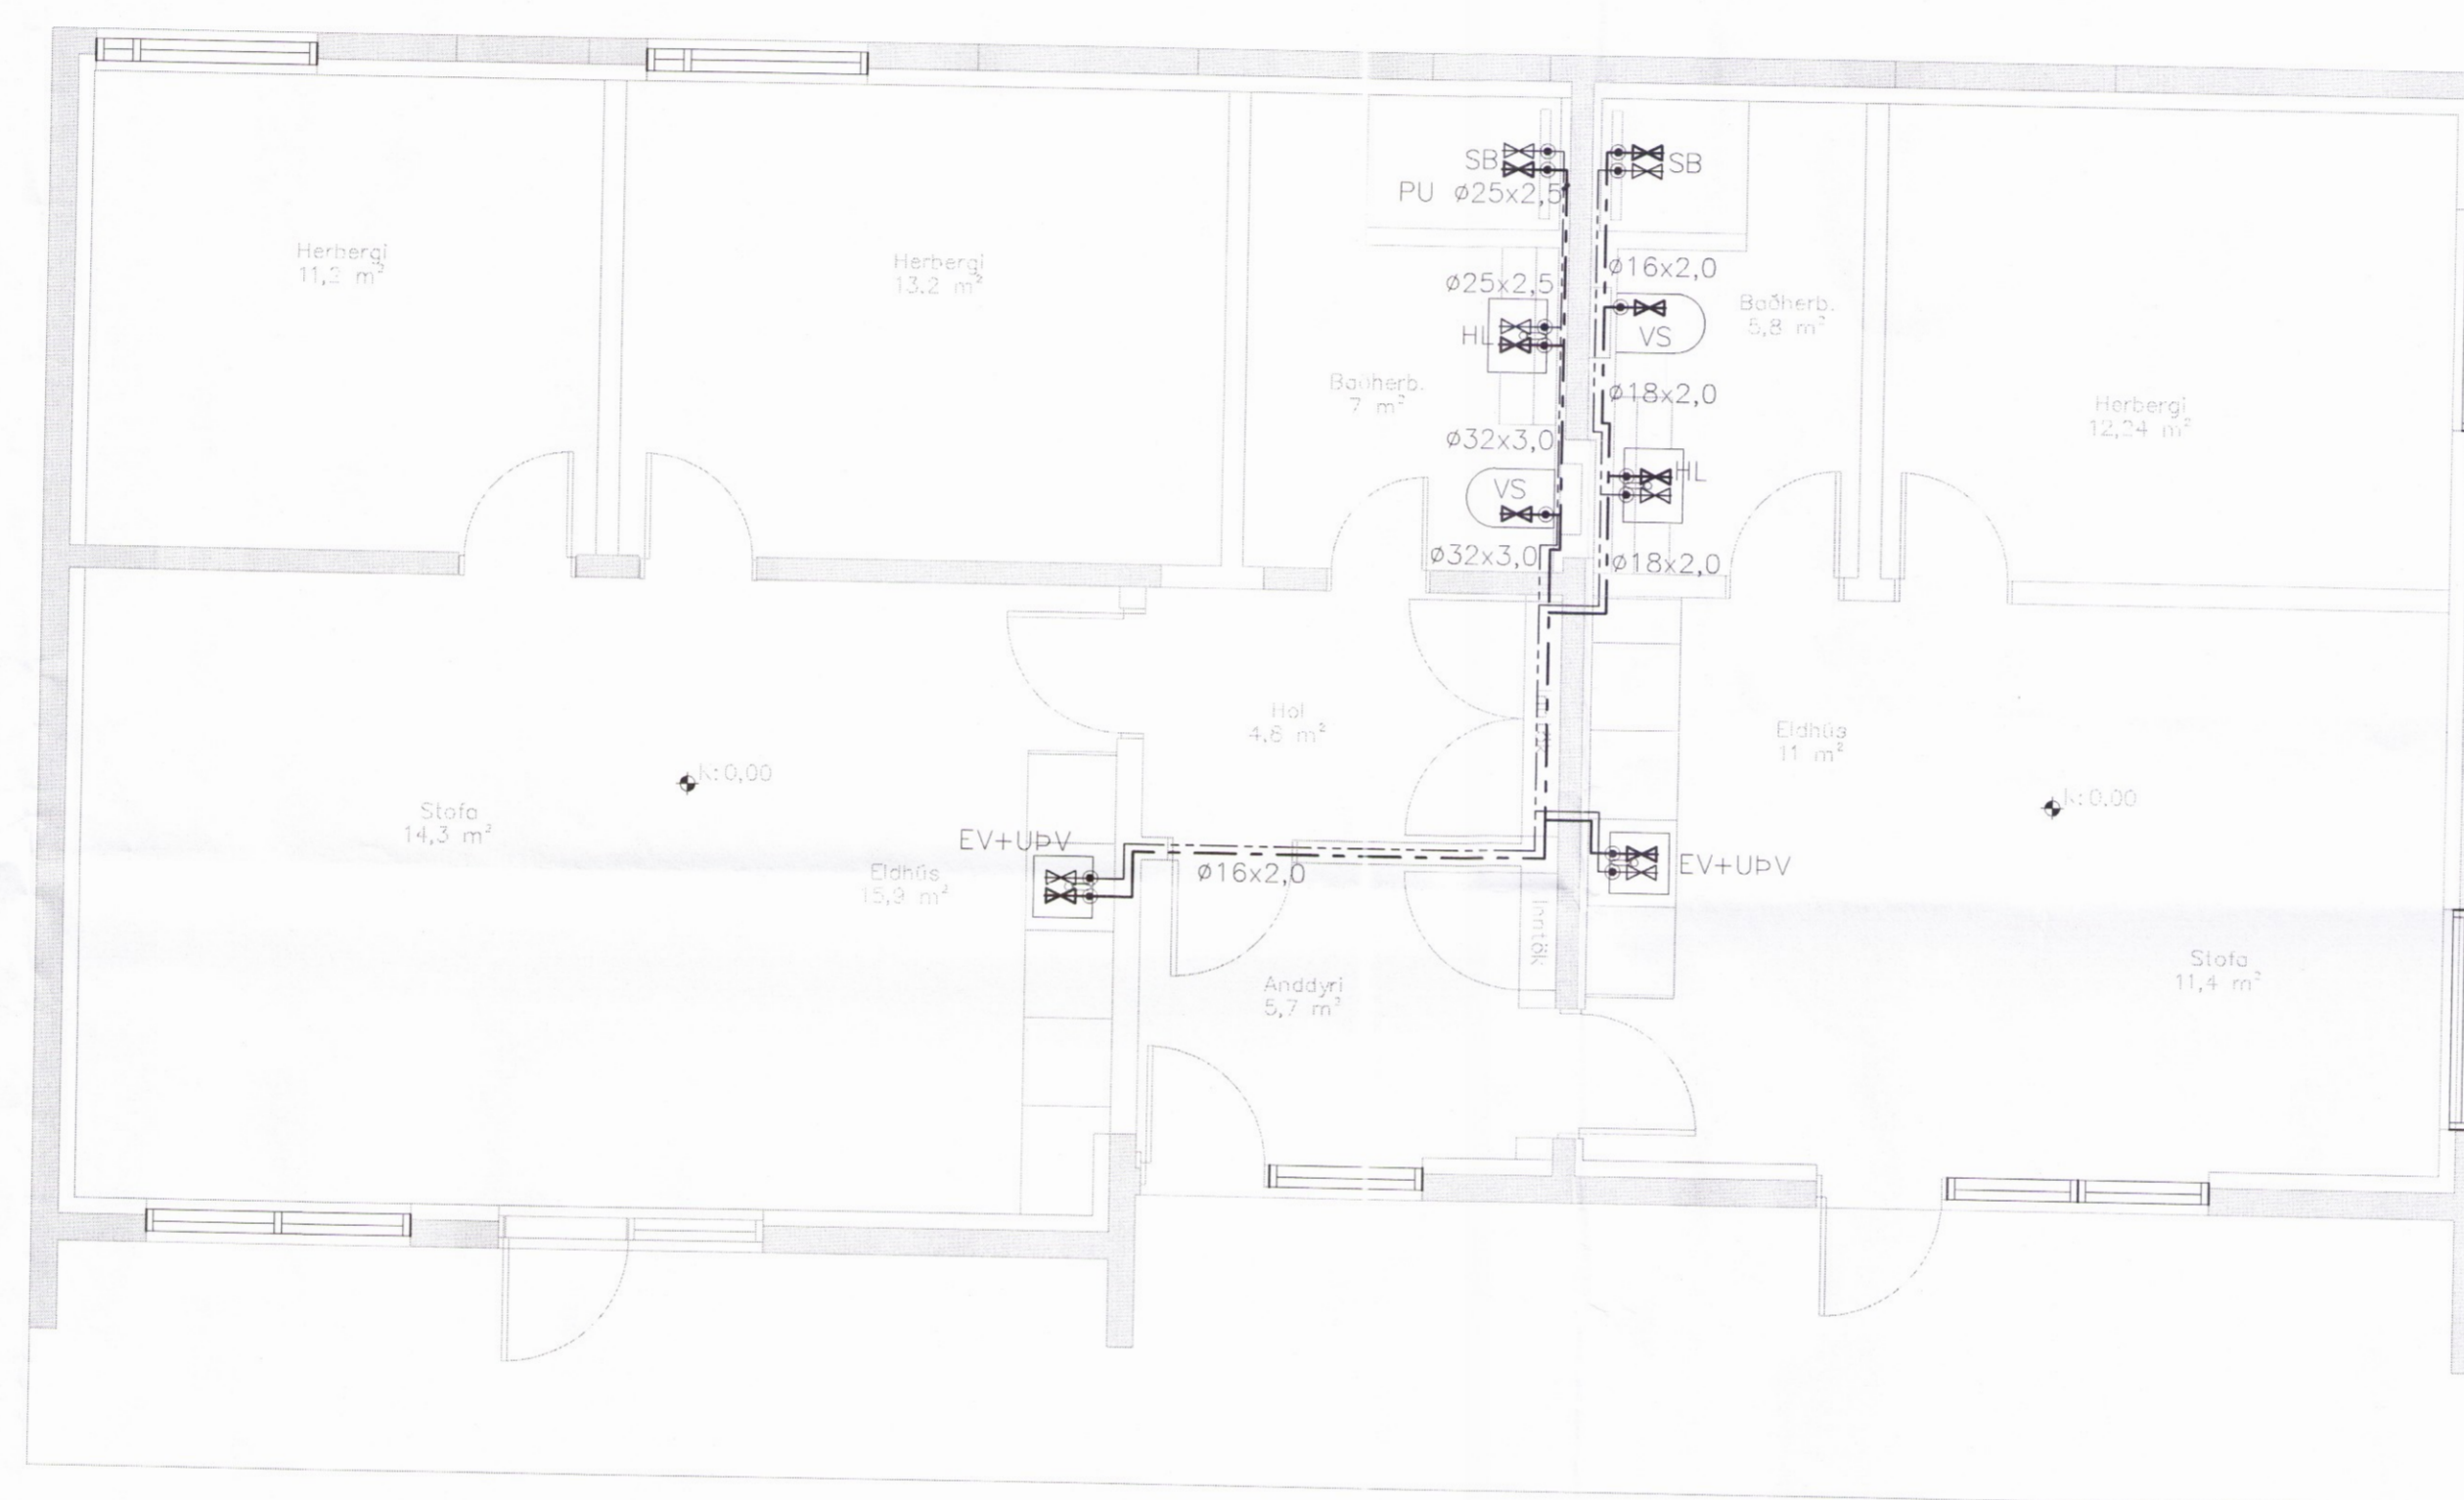 SB
SB
PU ø25x2,5
Herbergi
11,2 m²
Herbergi
13,2 m²
ø25x2,5
ø16x2,0
HL
VS
Baðherb.
5,8 m²
Baðherb.
7 m²
ø18x2,0
Herbergi
12,24 m²
ø32x3,0
VS
HL
ø32x3,0
ø18x2,0
Hol
4,6 m²
Eldhús
11 m²
K:0,00
K:0.00
Stofa
14,3 m²
EV+UÞV
Eldhús
15,9 m²
ø16x2,0
EV+UÞV
Inntök
Anddyri
5,7 m²
Stofa
11,4 m²